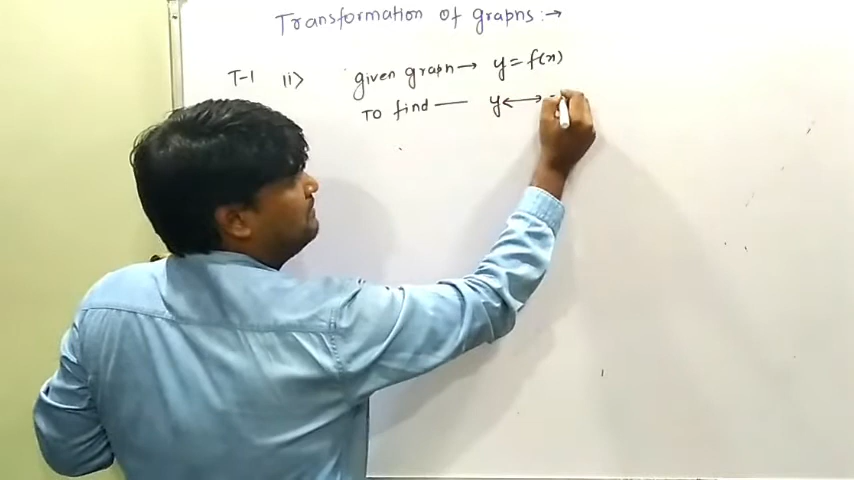 Transformation of graphs :→
T-1 ii> given graph → y = f(x)
To find — y ↔